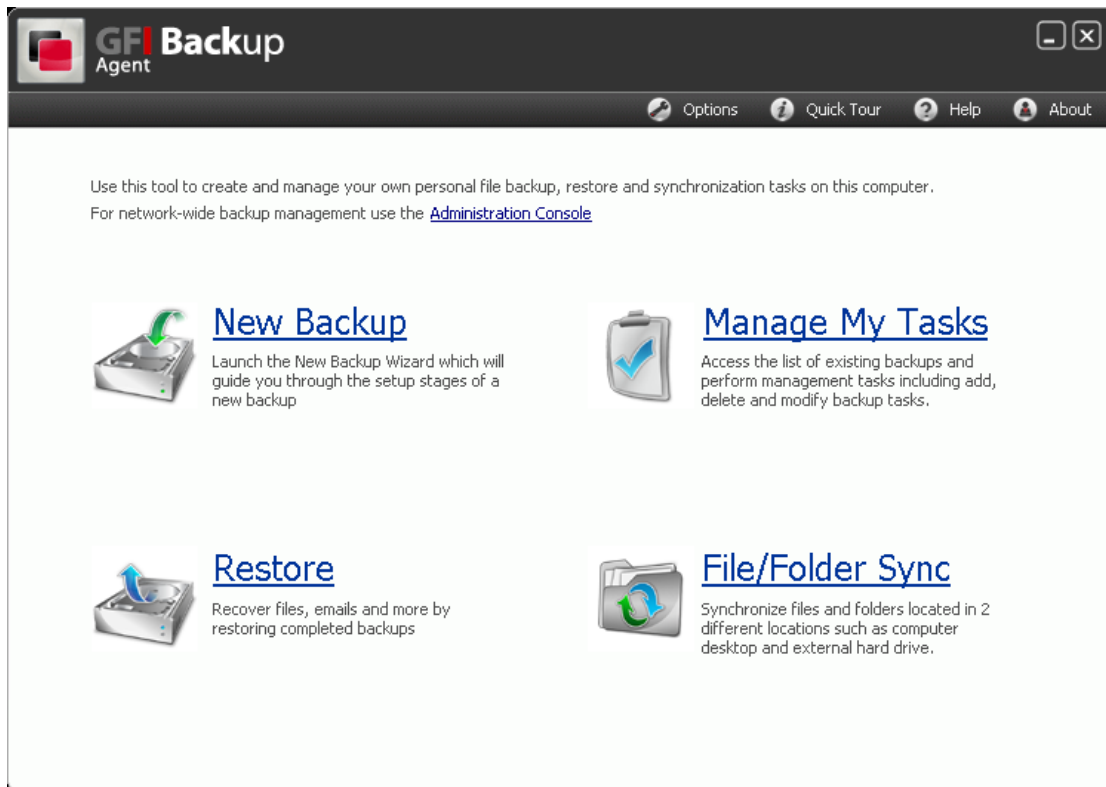 GFI Backup
Agent
Options Quick Tour Help About
Use this tool to create and manage your own personal file backup, restore and synchronization tasks on this computer.
For network-wide backup management use the Administration Console
New Backup
Launch the New Backup Wizard which will
guide you through the setup stages of a
new backup
Manage My Tasks
Access the list of existing backups and
perform management tasks including add,
delete and modify backup tasks.
Restore
Recover files, emails and more by
restoring completed backups
File/Folder Sync
Synchronize files and folders located in 2
different locations such as computer
desktop and external hard drive.